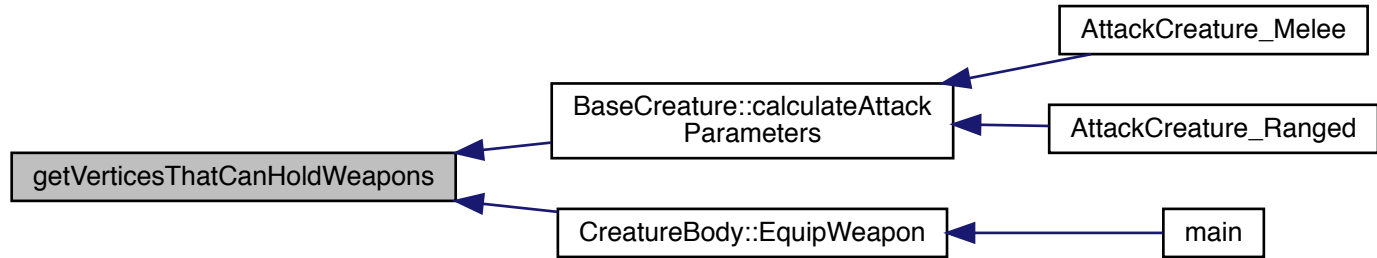 AttackCreature_Melee
BaseCreature::calculateAttack
Parameters
AttackCreature_Ranged
getVerticesThatCanHoldWeapons
CreatureBody::EquipWeapon
main